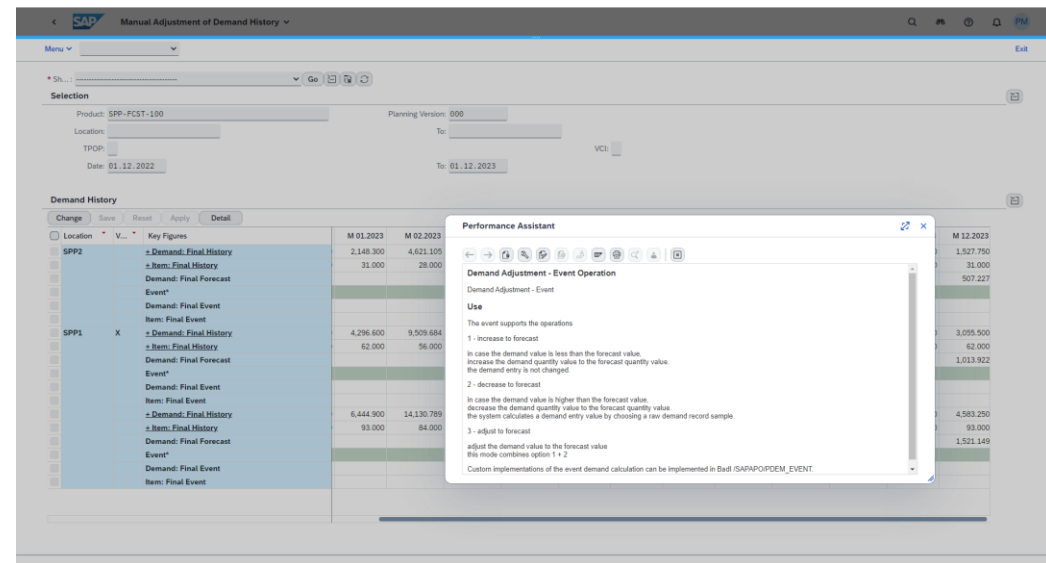 SAP Manual Adjustment of Demand History PM
Menu Exit
* Sh...: Go
Selection
Product: SPP-FCST-100 Planning Version: 000
Location: To:
TPOP: VCI:
Date: 01.12.2022 To: 01.12.2023
Demand History
Change Save Reset Apply Detail
Location V... Key Figures M 01.2023 M 02.2023 M 12.2023
SPP2 + Demand: Final History 2,148.300 4,621.105 1,527.750
+ Item: Final History 31.000 28.000 31.000
Demand: Final Forecast 507.227
Event*
Demand: Final Event
Item: Final Event
SPP1 X + Demand: Final History 4,296.600 9,509.684 3,055.500
+ Item: Final History 62.000 56.000 62.000
Demand: Final Forecast 1,013.922
Event*
Demand: Final Event
Item: Final Event
+ Demand: Final History 6,444.900 14,130.789 4,583.250
+ Item: Final History 93.000 84.000 93.000
Demand: Final Forecast 1,521.149
Event*
Demand: Final Event
Item: Final Event
Performance Assistant
Demand Adjustment - Event Operation
Demand Adjustment - Event
Use
The event supports the operations
1 - increase to forecast
in case the demand value is less than the forecast value,
increase the demand quantity value to the forecast quantity value.
the demand entry is not changed.
2 - decrease to forecast
in case the demand value is higher than the forecast value,
decrease the demand quantity value to the forecast quantity value.
the system calculates a demand entry value by choosing a raw demand record sample.
3 - adjust to forecast
adjust the demand value to the forecast value
this mode combines option 1 + 2
Custom implementations of the event demand calculation can be implemented in BadI /SAPAPO/PDEM_EVENT.